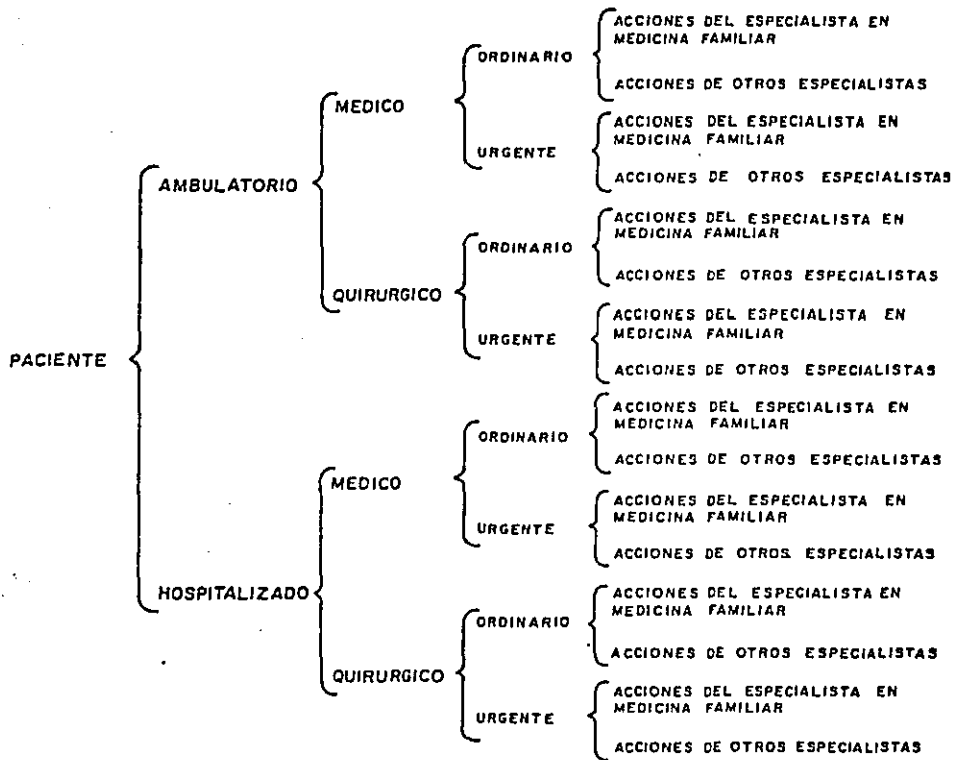 PACIENTE
AMBULATORIO
MEDICO
ORDINARIO
ACCIONES DEL ESPECIALISTA EN
MEDICINA FAMILIAR
ACCIONES DE OTROS ESPECIALISTAS
URGENTE
ACCIONES DEL ESPECIALISTA EN
MEDICINA FAMILIAR
ACCIONES DE OTROS ESPECIALISTAS
QUIRURGICO
ORDINARIO
ACCIONES DEL ESPECIALISTA EN
MEDICINA FAMILIAR
ACCIONES DE OTROS ESPECIALISTAS
URGENTE
ACCIONES DEL ESPECIALISTA EN
MEDICINA FAMILIAR
ACCIONES DE OTROS ESPECIALISTAS
HOSPITALIZADO
MEDICO
ORDINARIO
ACCIONES DEL ESPECIALISTA EN
MEDICINA FAMILIAR
ACCIONES DE OTROS ESPECIALISTAS
URGENTE
ACCIONES DEL ESPECIALISTA EN
MEDICINA FAMILIAR
ACCIONES DE OTROS ESPECIALISTAS
QUIRURGICO
ORDINARIO
ACCIONES DEL ESPECIALISTA EN
MEDICINA FAMILIAR
ACCIONES DE OTROS ESPECIALISTAS
URGENTE
ACCIONES DEL ESPECIALISTA EN
MEDICINA FAMILIAR
ACCIONES DE OTROS ESPECIALISTAS